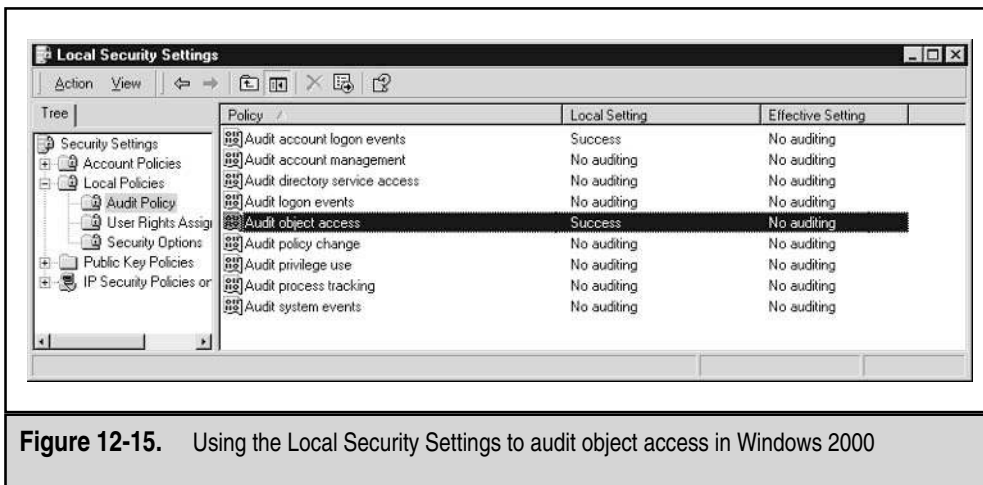 Local Security Settings
Action View
Tree
Policy Local Setting Effective Setting
Security Settings
Account Policies
Local Policies
Audit Policy
User Rights Assig
Security Options
Public Key Policies
IP Security Policies or
Audit account logon events Success No auditing
Audit account management No auditing No auditing
Audit directory service access No auditing No auditing
Audit logon events No auditing No auditing
Audit object access Success No auditing
Audit policy change No auditing No auditing
Audit privilege use No auditing No auditing
Audit process tracking No auditing No auditing
Audit system events No auditing No auditing
Figure 12-15. Using the Local Security Settings to audit object access in Windows 2000